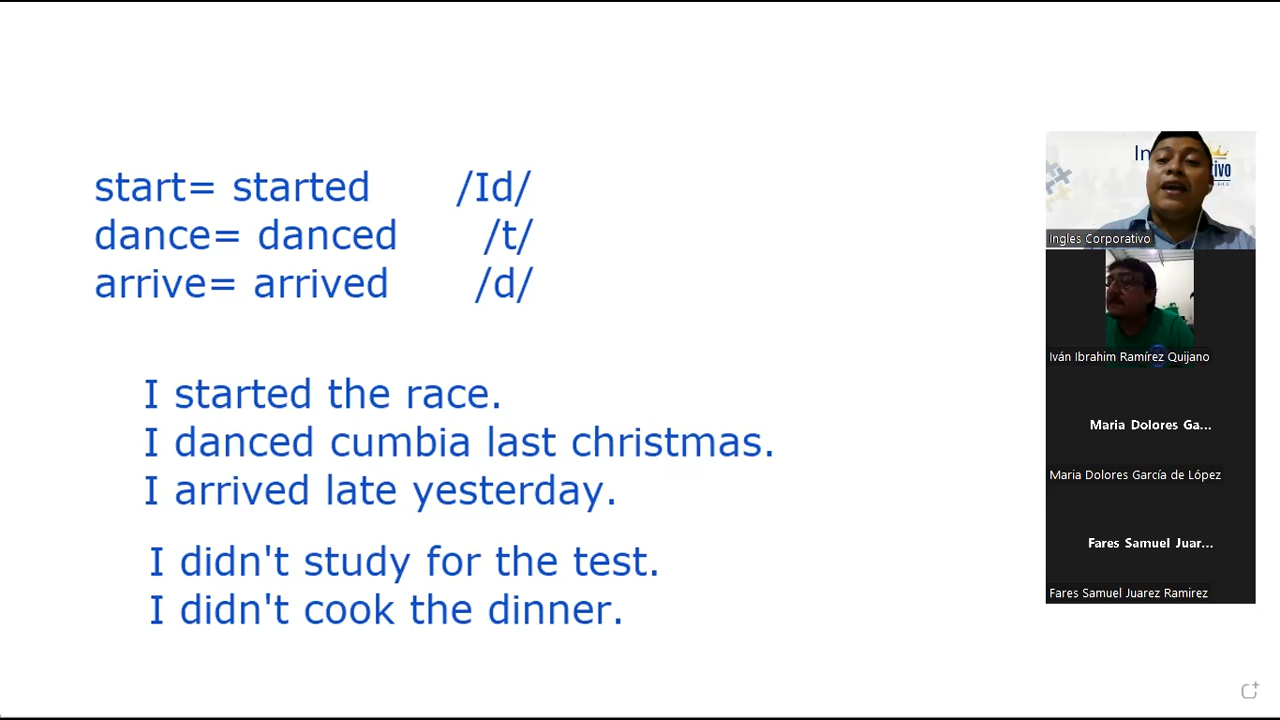 start= started /Id/
dance= danced /t/
arrive= arrived /d/
I started the race.
I danced cumbia last christmas.
I arrived late yesterday.
I didn't study for the test.
I didn't cook the dinner.
Ingles Corporativo
Iván Ibrahim Ramírez Quijano
Maria Dolores Ga...
Maria Dolores García de López
Fares Samuel Juar...
Fares Samuel Juarez Ramirez